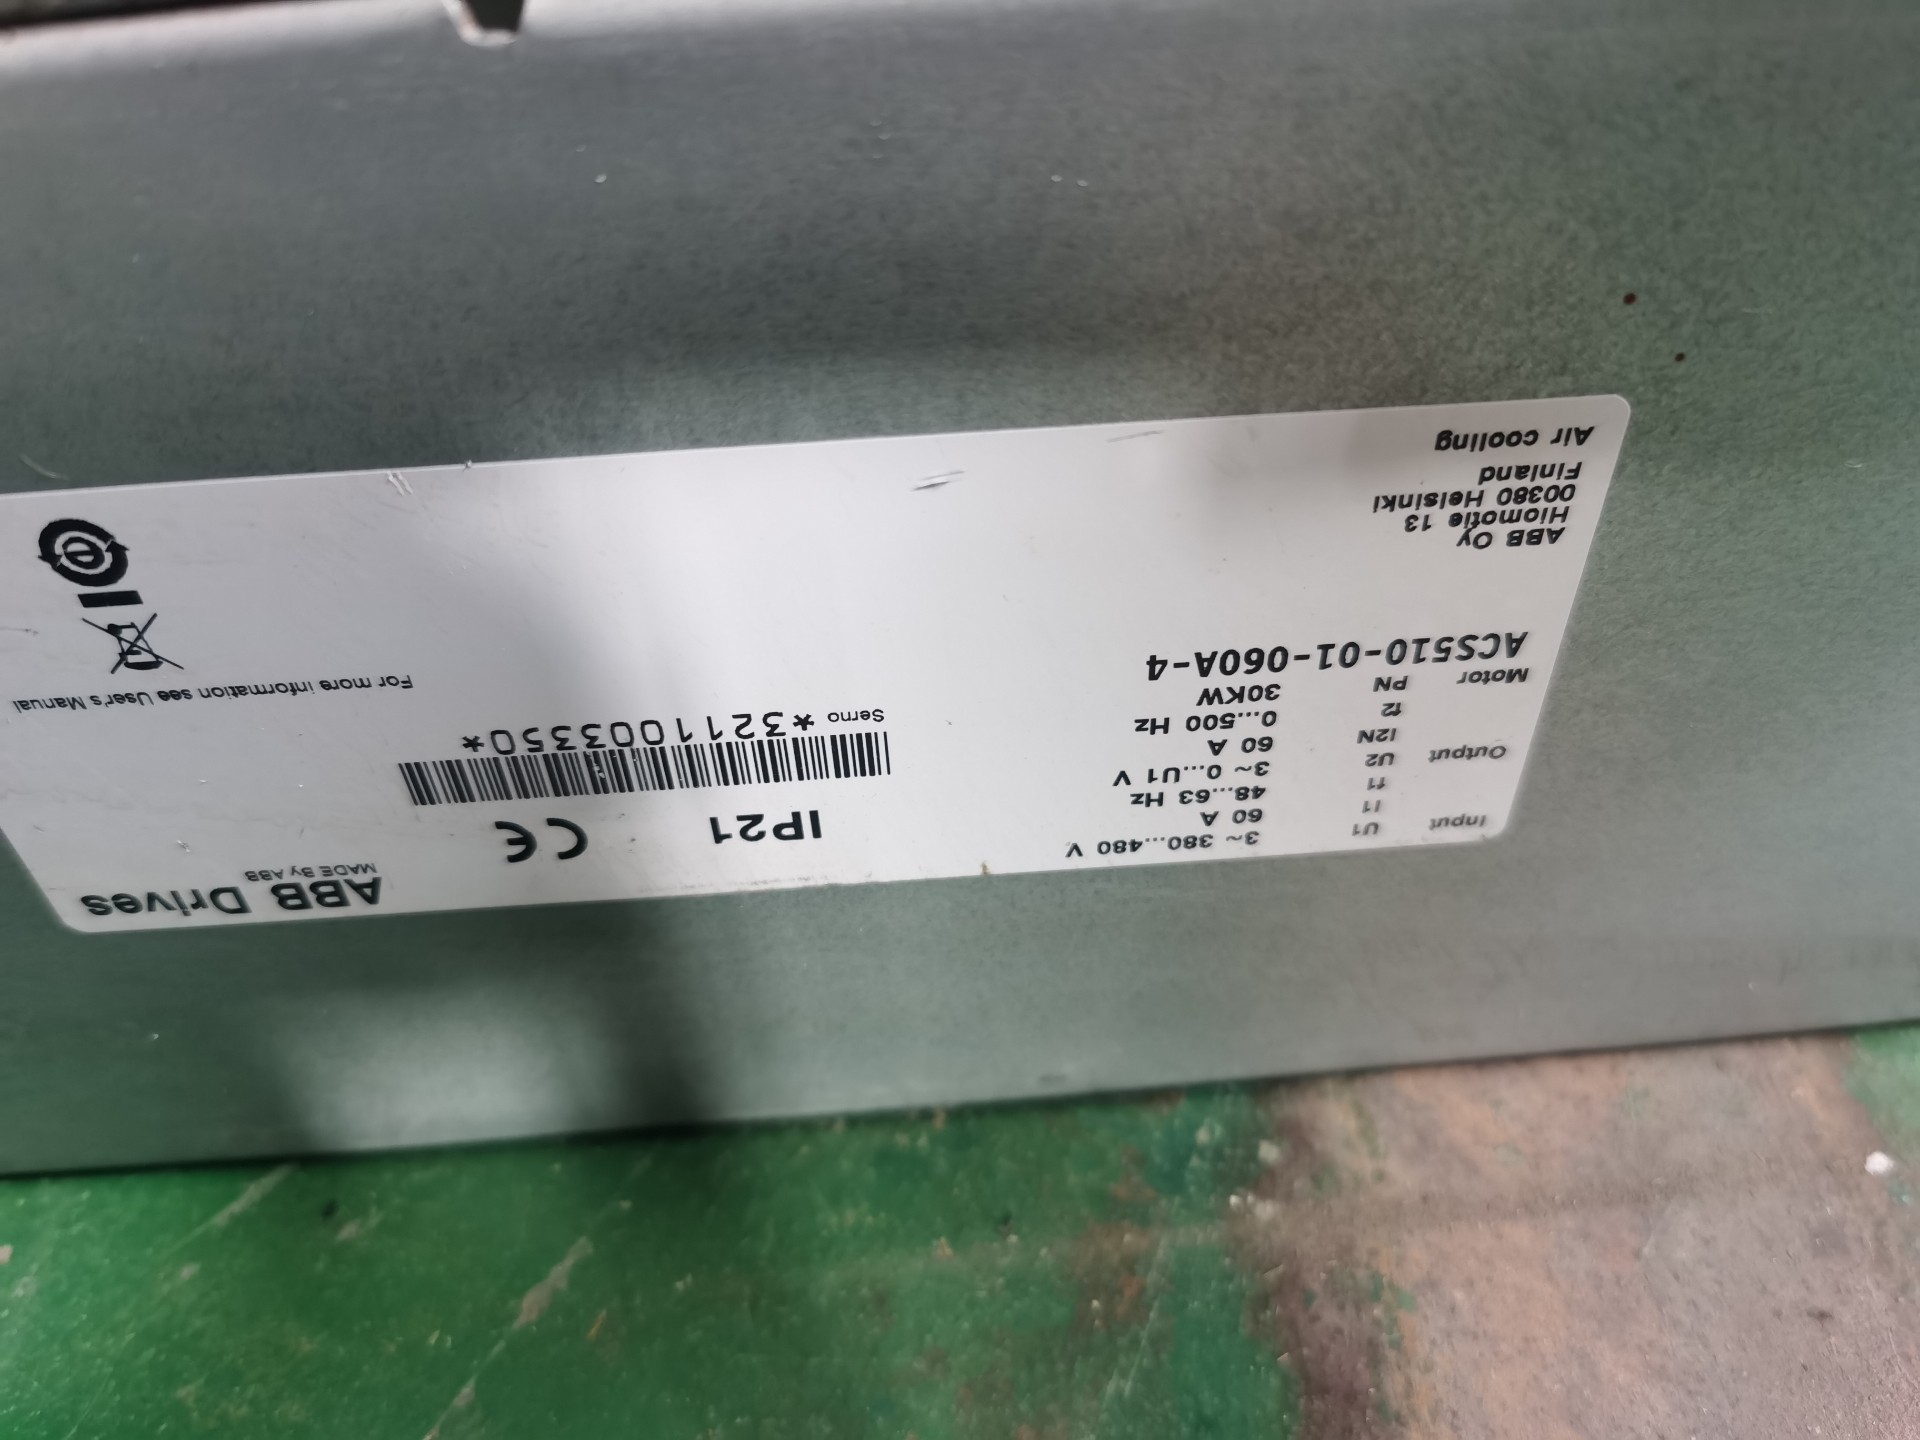 ABB Drives
MADE By ABB
IP21
CE
Serno *3211003350*
For more information see User's Manual
Input U1 3~ 380...480 V
I1 60 A
f1 48...63 Hz
Output U2 3~ 0...U1 V
I2N 60 A
f2 0...500 Hz
Motor PN 30KW
ACS510-01-060A-4
ABB Oy
Hiomotie 13
00380 Helsinki
Finland
Air cooling
e